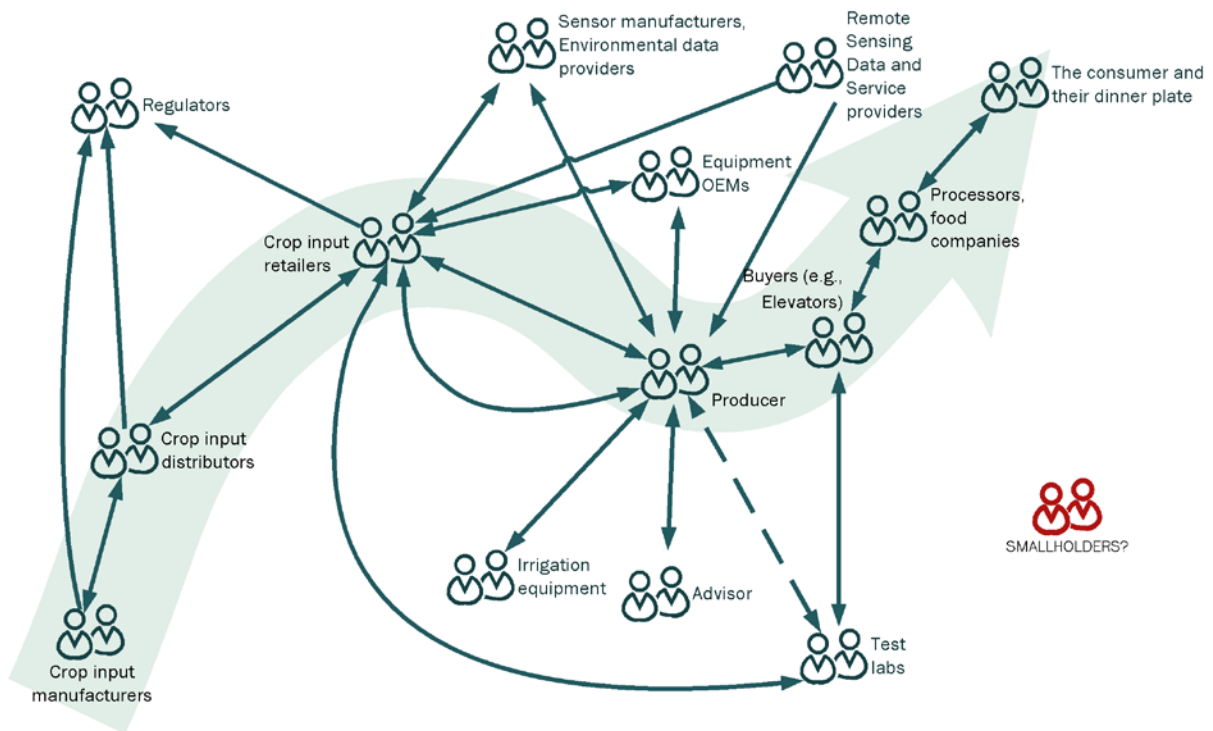 Sensor manufacturers,
Environmental data
providers
Remote
Sensing
Data and
Service
providers
The consumer and
their dinner plate
Regulators
Equipment
OEMs
Processors,
food
companies
Crop input
retailers
Buyers (e.g.,
Elevators)
Producer
Crop input
distributors
SMALLHOLDERS?
Irrigation
equipment
Advisor
Test
labs
Crop input
manufacturers